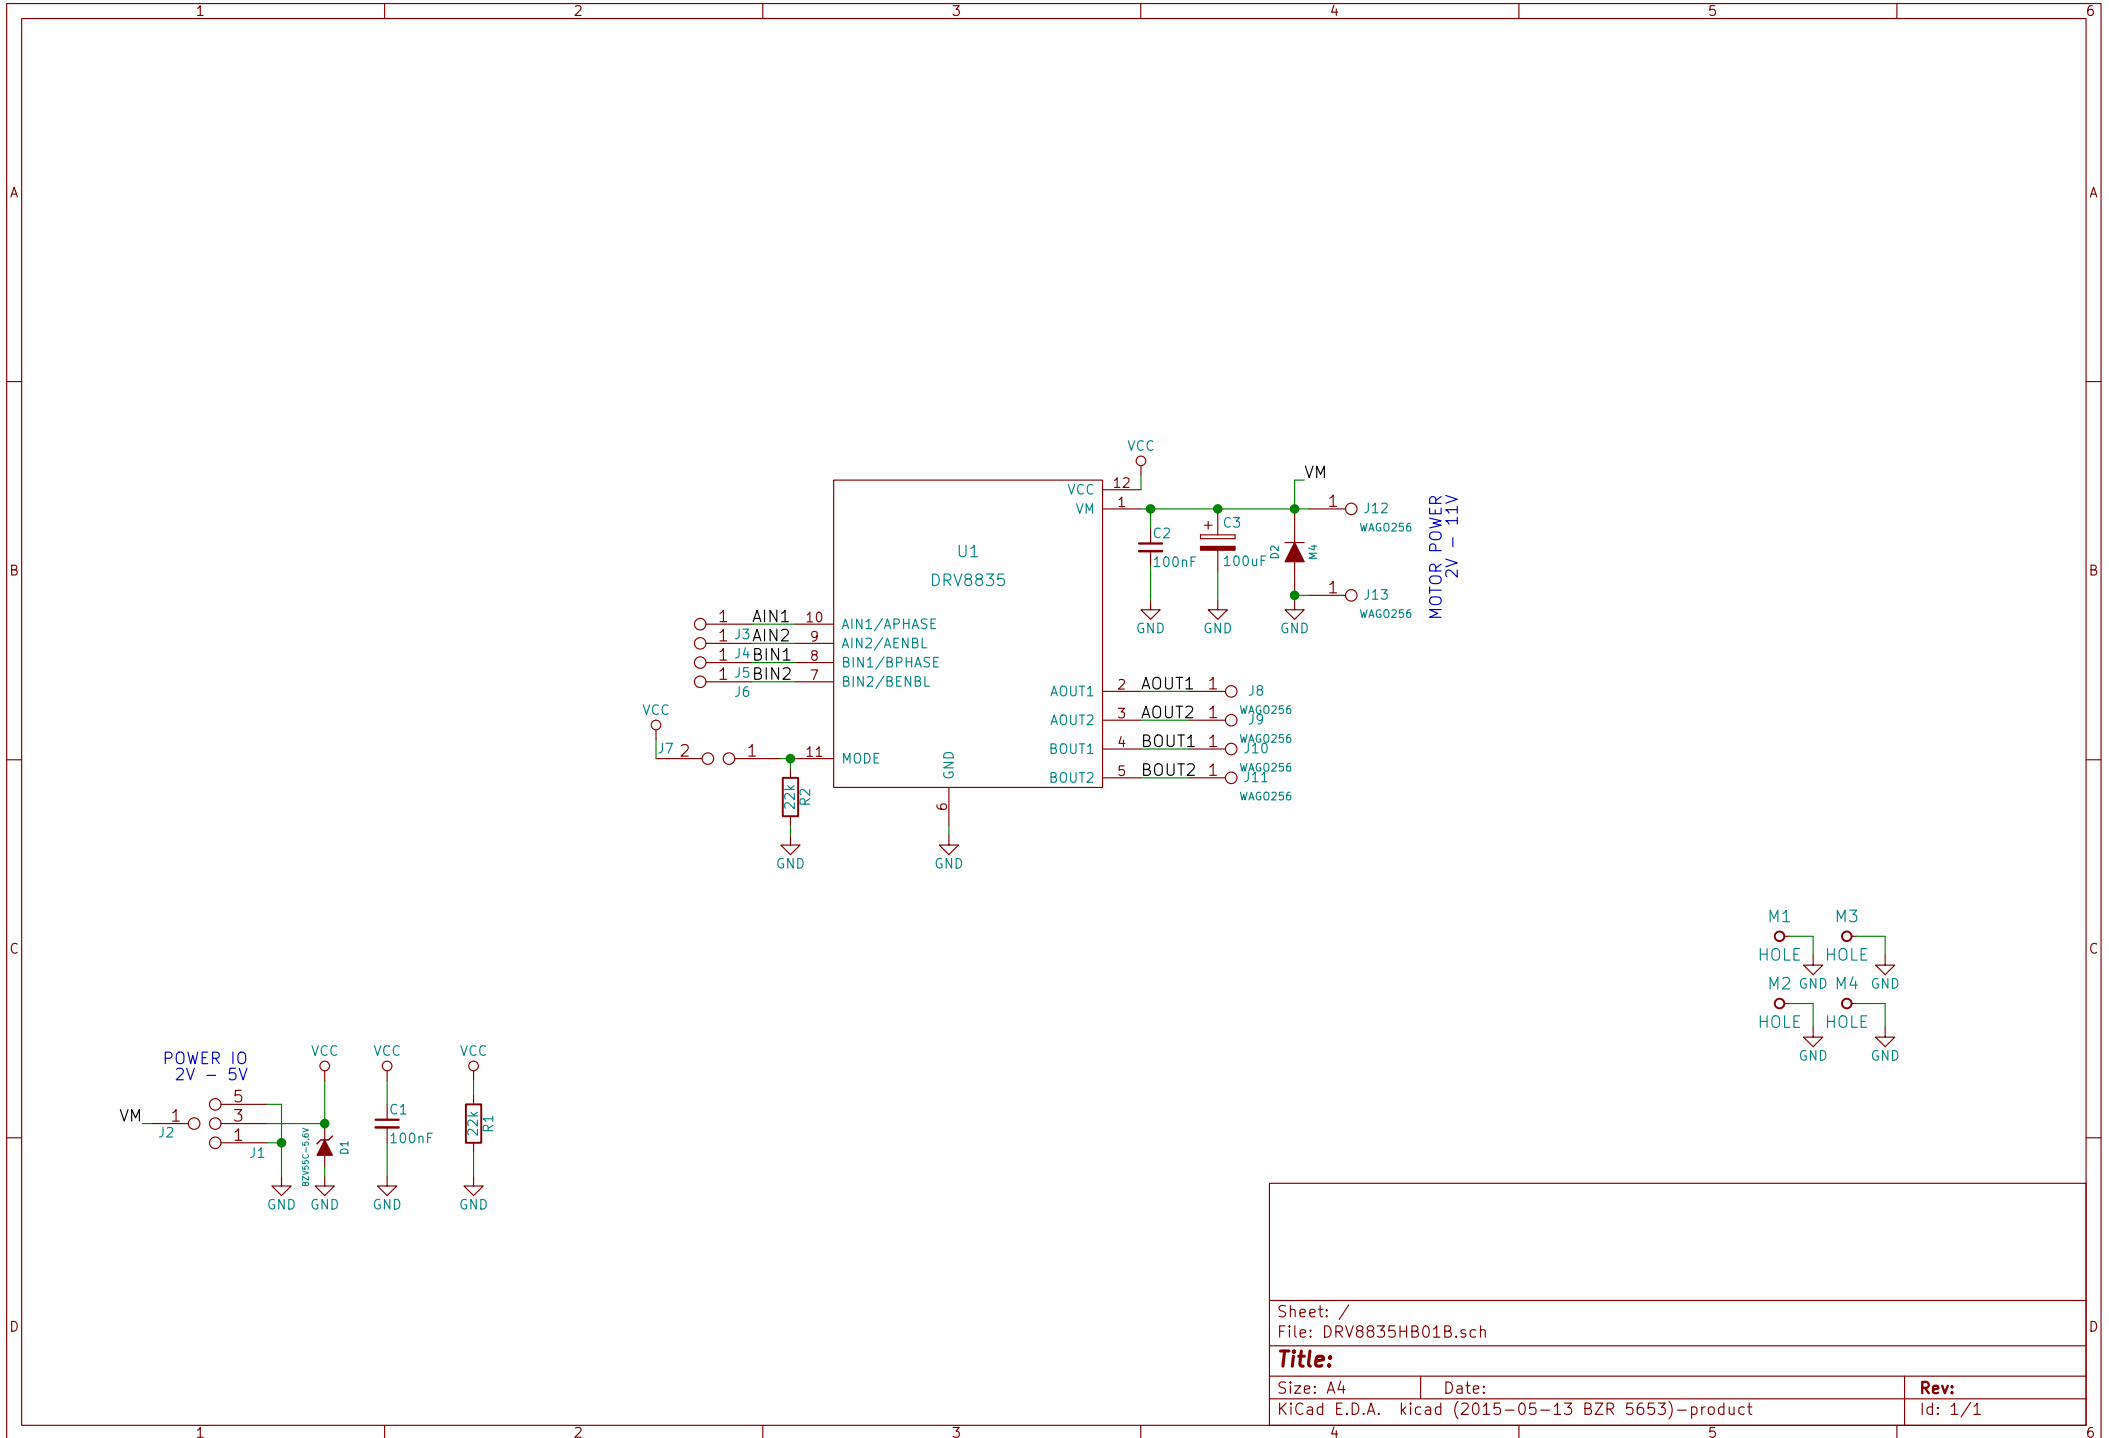 1 2 3 4 5 6
A A
VCC
VM
VCC 12
VM 1
1 J12
WAGO256
C2
100nF
+ C3
100uF
D2
M4
MOTOR POWER
2V - 11V
U1
DRV8835
B B
1 J13
WAGO256
GND GND GND
1 AIN1 10 AIN1/APHASE
J3
1 AIN2 9 AIN2/AENBL
J4
1 BIN1 8 BIN1/BPHASE
J5
1 BIN2 7 BIN2/BENBL
J6
AOUT1 2 AOUT1 1 J8
WAGO256
AOUT2 3 AOUT2 1 J9
WAGO256
BOUT1 4 BOUT1 1 J10
WAGO256
BOUT2 5 BOUT2 1 J11
WAGO256
VCC
J7 2 1 11 MODE
22k
R2
GND
GND
6
GND
C C
M1 M3
HOLE HOLE
GND GND
M2 M4
HOLE HOLE
GND GND
POWER IO
2V - 5V
VCC VCC VCC
5
VM 1 3
J2
1
J1
BZV55C-5.6V
D1
C1
100nF
22k
R1
GND GND GND GND
D D
Sheet: /
File: DRV8835HB01B.sch
Title:
Size: A4 Date: Rev:
KiCad E.D.A. kicad (2015-05-13 BZR 5653)-product Id: 1/1
1 2 3 4 5 6